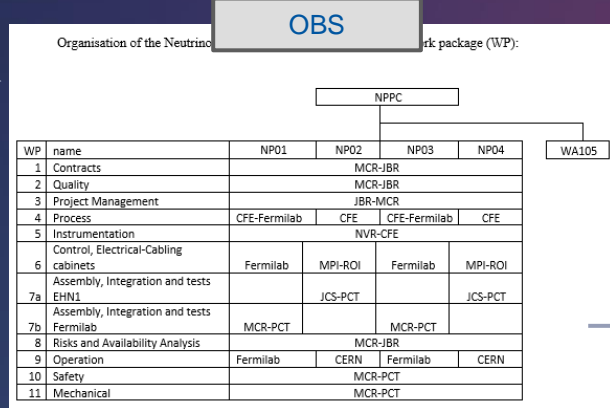 OBS
Organisation of the Neutrino rk package (WP):
NPPC
WA105
WP name NP01 NP02 NP03 NP04
1 Contracts MCR-JBR
2 Quality MCR-JBR
3 Project Management JBR-MCR
4 Process CFE-Fermilab CFE CFE-Fermilab CFE
5 Instrumentation NVR-CFE
Control, Electrical-Cabling
6 cabinets Fermilab MPI-ROI Fermilab MPI-ROI
Assembly, Integration and tests
7a EHN1 JCS-PCT JCS-PCT
Assembly, Integration and tests
7b Fermilab MCR-PCT MCR-PCT
8 Risks and Availability Analysis MCR-JBR
9 Operation Fermilab CERN Fermilab CERN
10 Safety MCR-PCT
11 Mechanical MCR-PCT